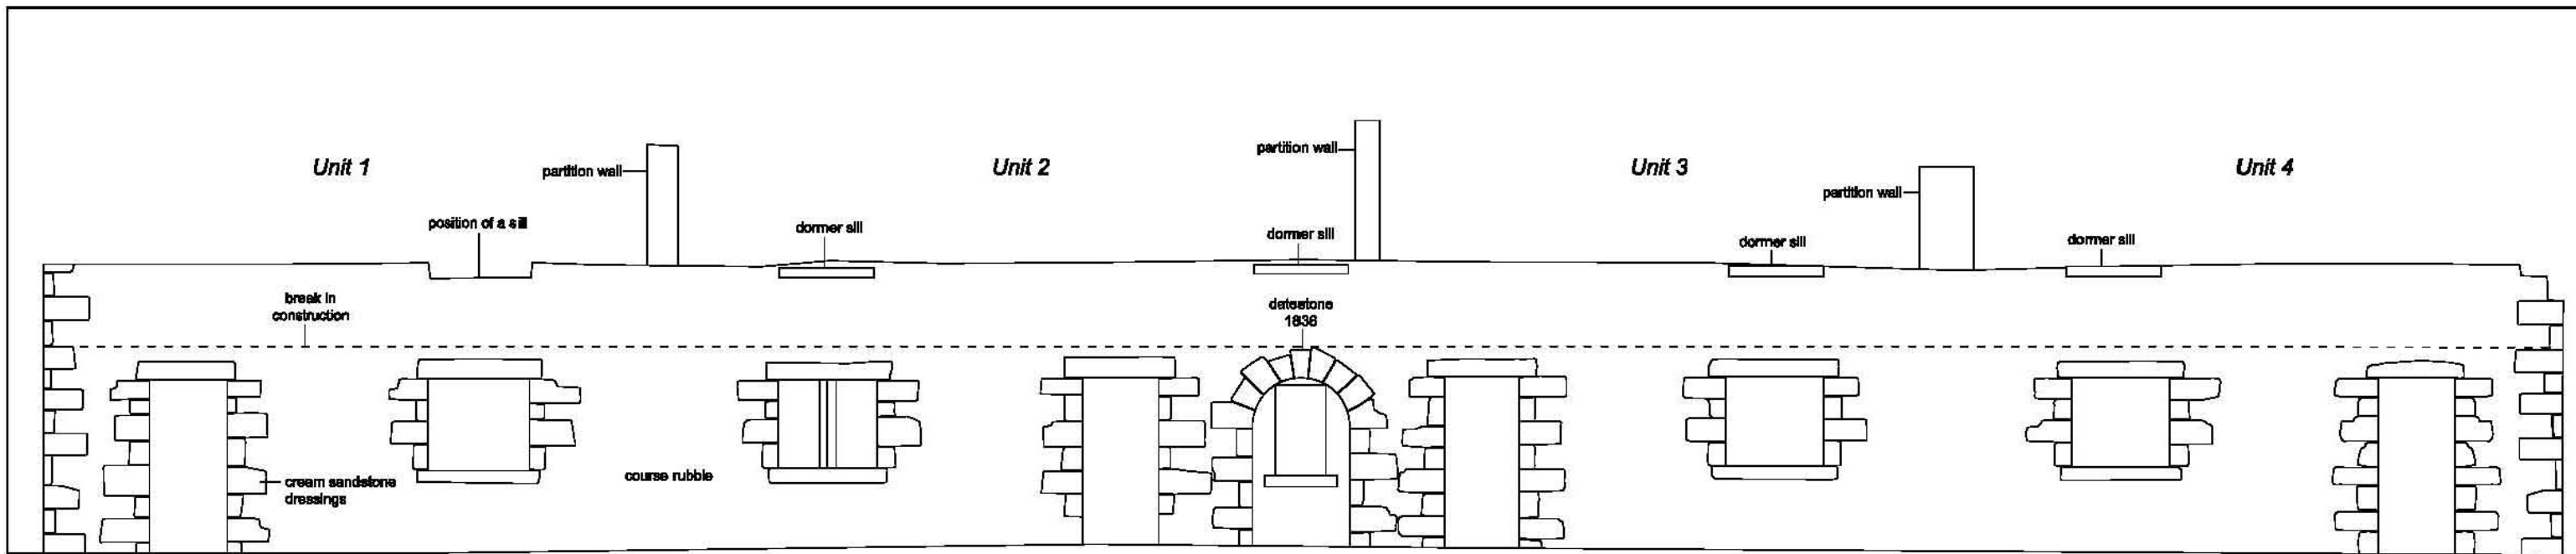 Unit 1
partition wall
position of a sill
Unit 2
dormer sill
partition wall
dormer sill
Unit 3
partition wall
dormer sill
Unit 4
dormer sill
break in
construction
datestone
1836
cream sandstone
dressings
course rubble